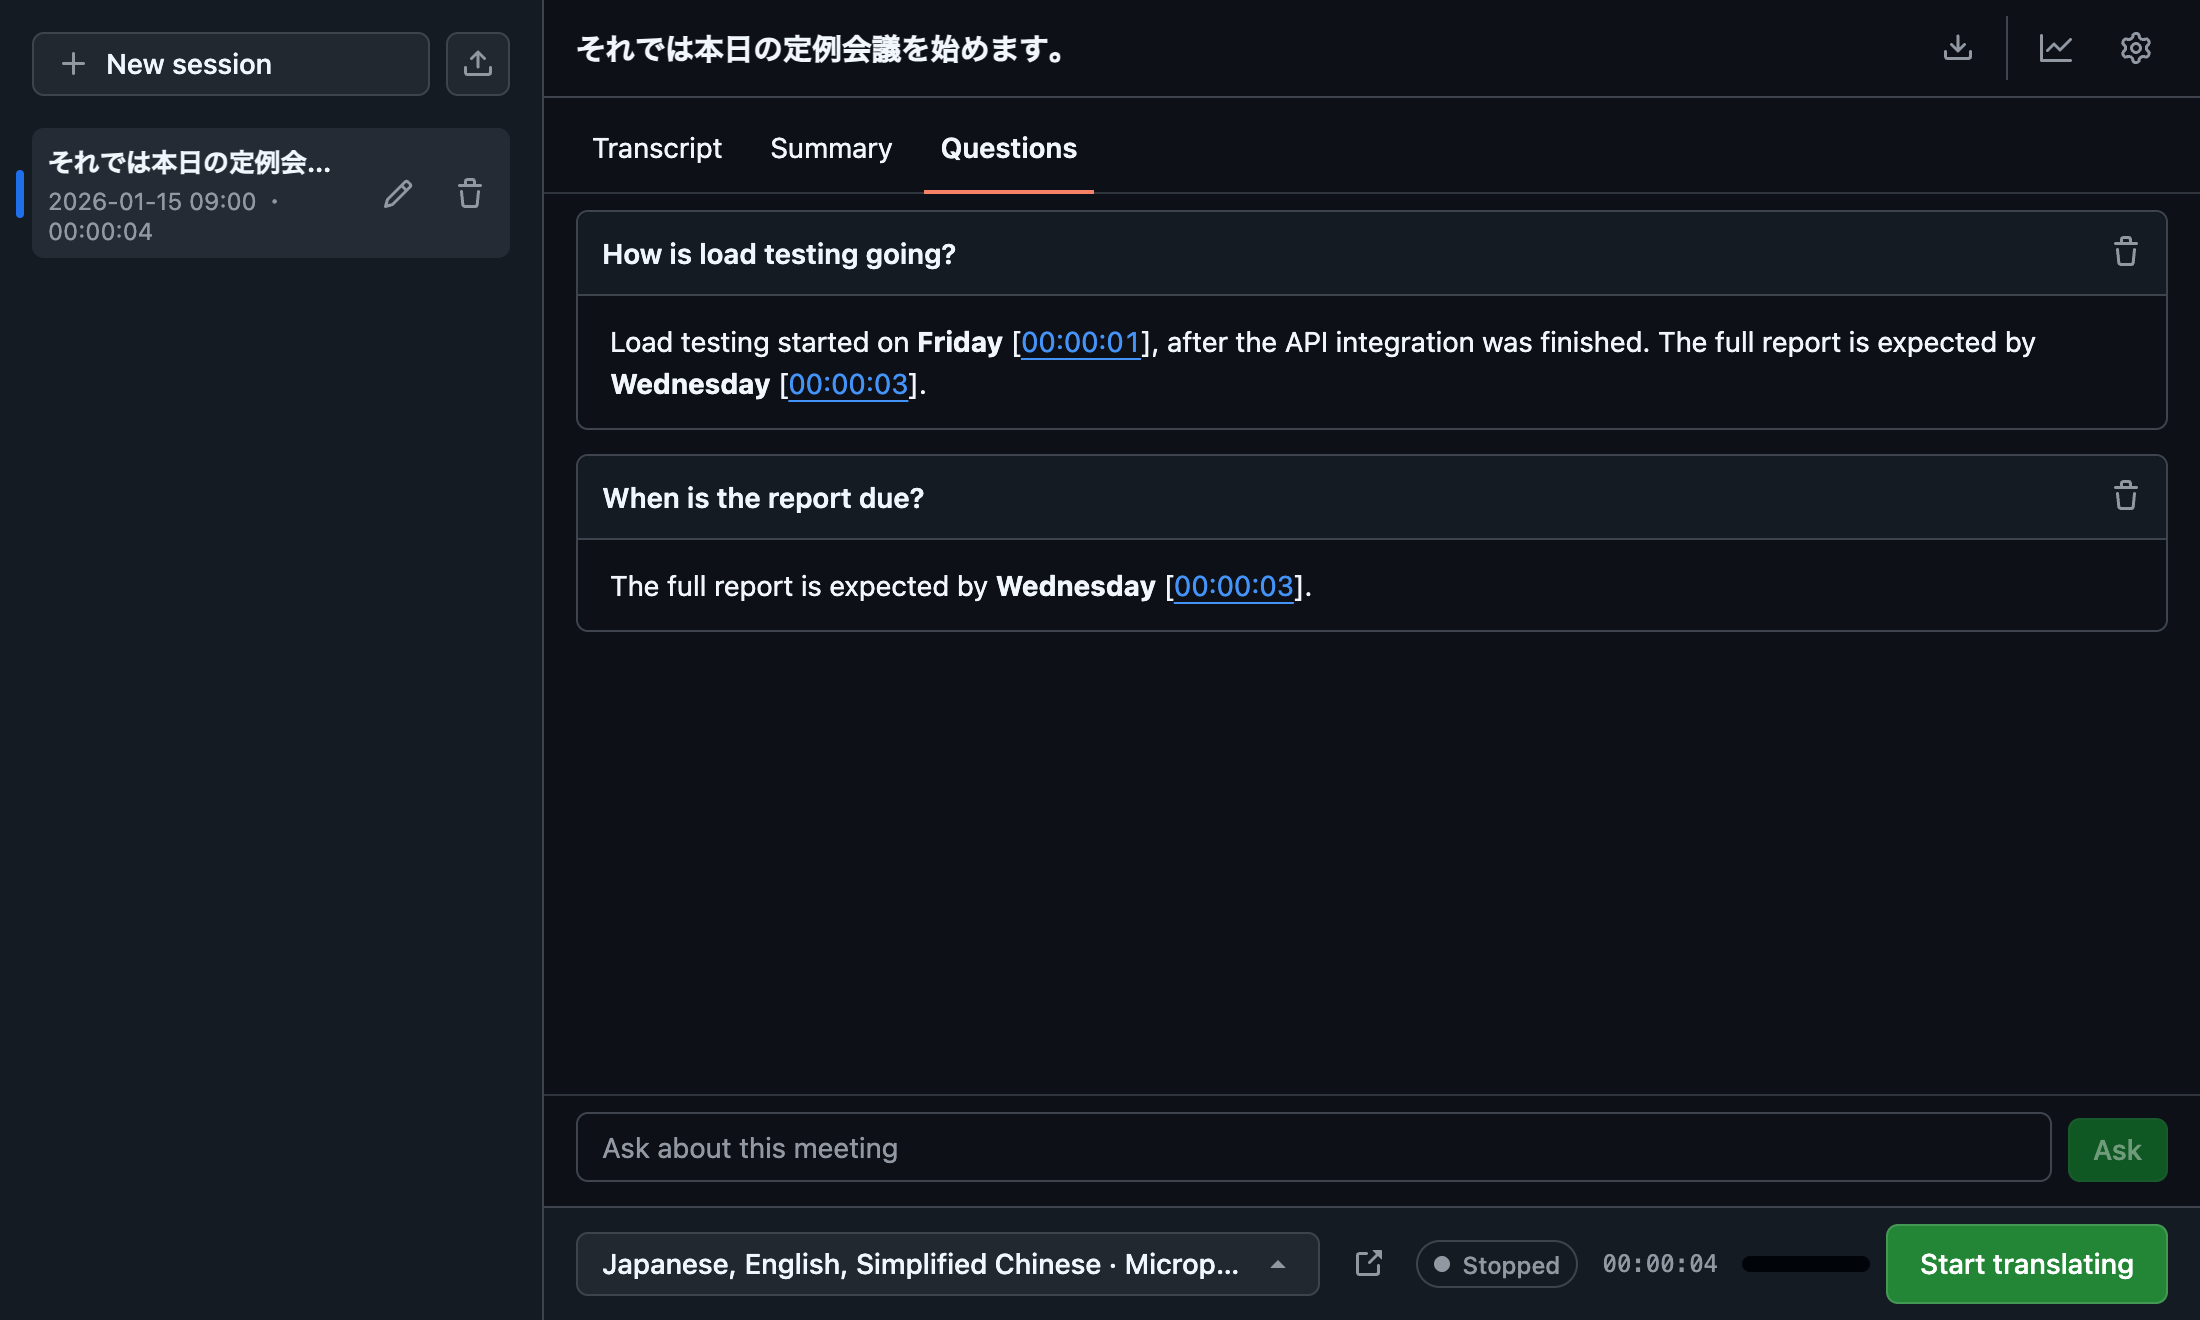 New session
それでは本日の定例会...
2026-01-15 09:00 ·
00:00:04
それでは本日の定例会議を始めます。
Transcript Summary Questions
How is load testing going?
Load testing started on Friday [00:00:01], after the API integration was finished. The full report is expected by
Wednesday [00:00:03].
When is the report due?
The full report is expected by Wednesday [00:00:03].
Ask about this meeting
Ask
Japanese, English, Simplified Chinese · Microp...
Stopped
00:00:04
Start translating